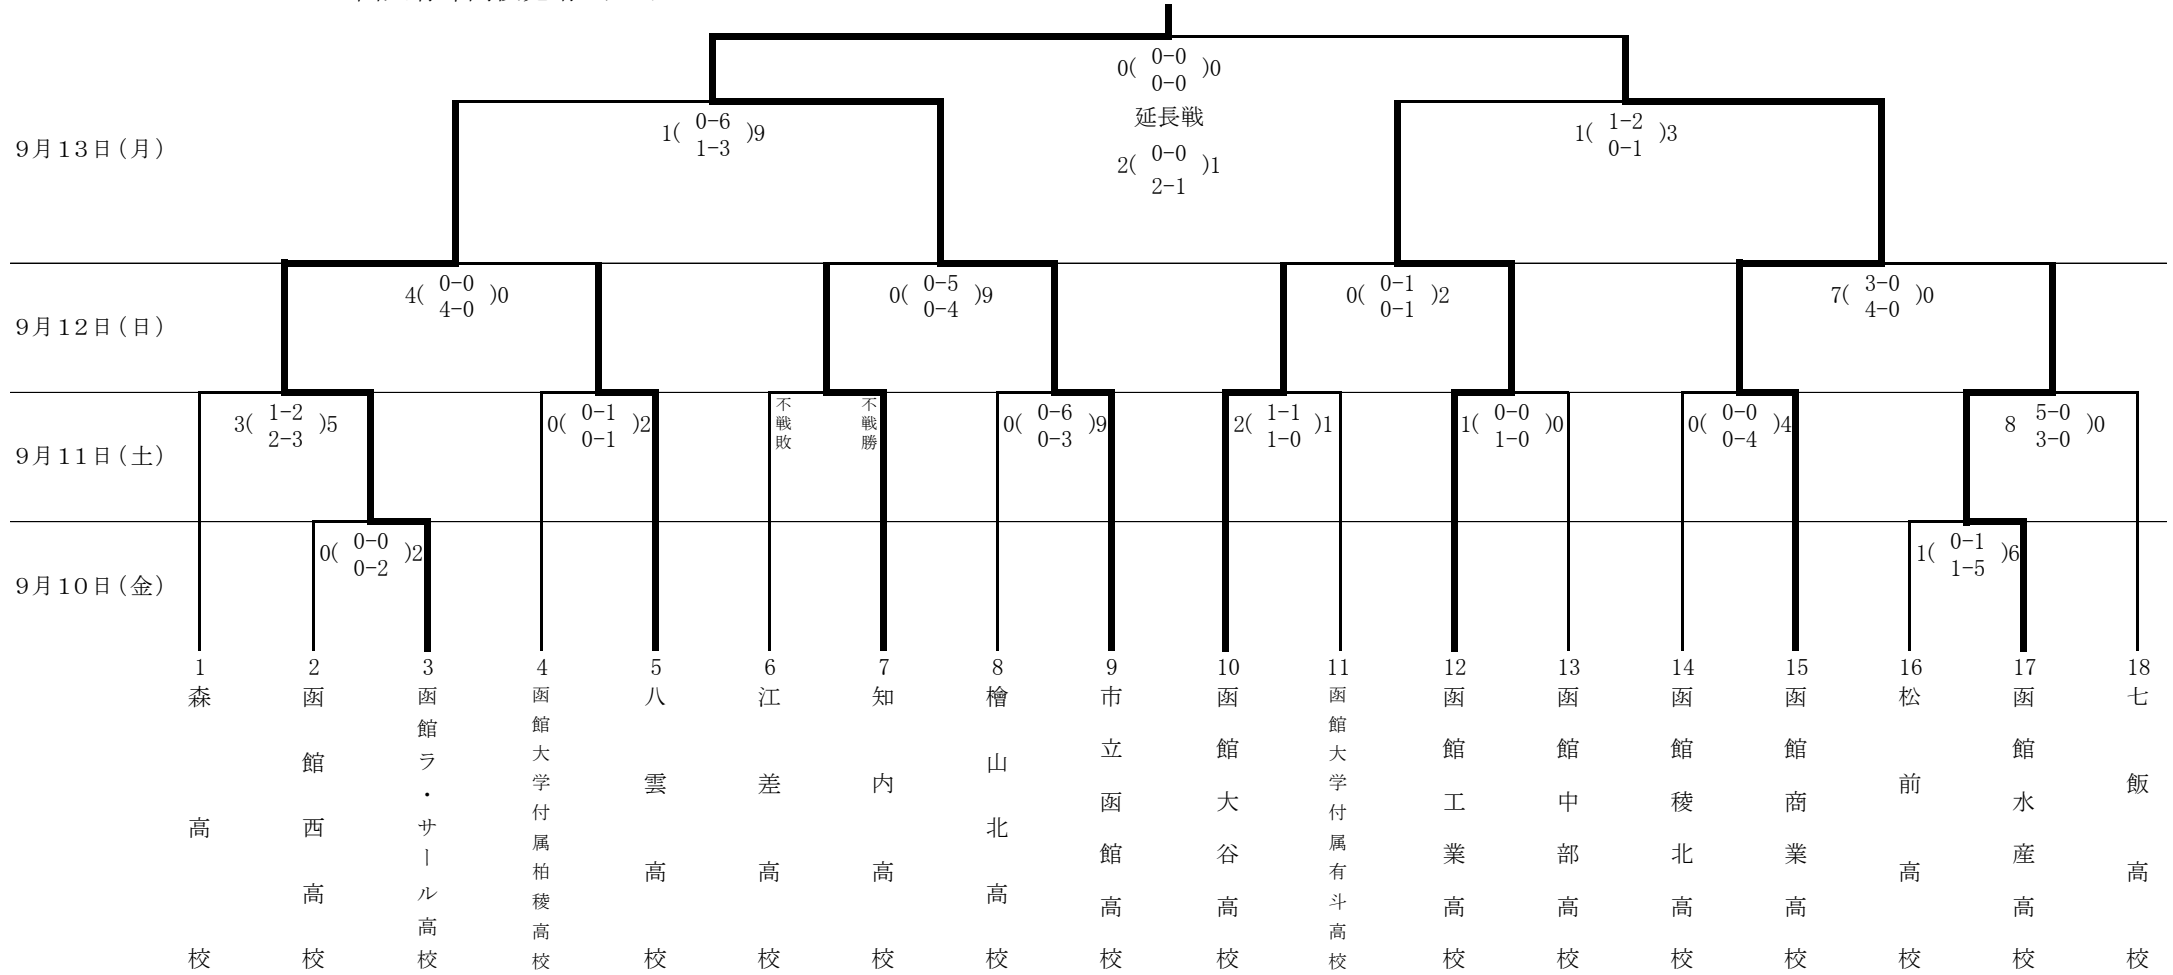 0( 0-0 )0
0-0
延長戦
2( 0-0 )1
2-1
9月13日(月)
1( 0-6 )9
1-3
1( 1-2 )3
0-1
9月12日(日)
4( 0-0 )0
4-0
0( 0-5 )9
0-4
0( 0-1 )2
0-1
7( 3-0 )0
4-0
9月11日(土)
3( 1-2 )5
2-3
0( 0-1 )2
0-1
不戦敗
不戦勝
0( 0-6 )9
0-3
2( 1-1 )1
1-0
1( 0-0 )0
1-0
0( 0-0 )4
0-4
8 5-0 )0
3-0
9月10日(金)
0( 0-0 )2
0-2
1( 0-1 )6
1-5
1 森高校
2 函館西高校
3 函館ラ・サール高校
4 函館大学付属柏稜高校
5 八雲高校
6 江差高校
7 知内高校
8 檜山北高校
9 市立函館高校
10 函館大谷高校
11 函館大学付属有斗高校
12 函館工業高校
13 函館中部高校
14 函館稜北高校
15 函館商業高校
16 松前高校
17 函館水産高校
18 七飯高校